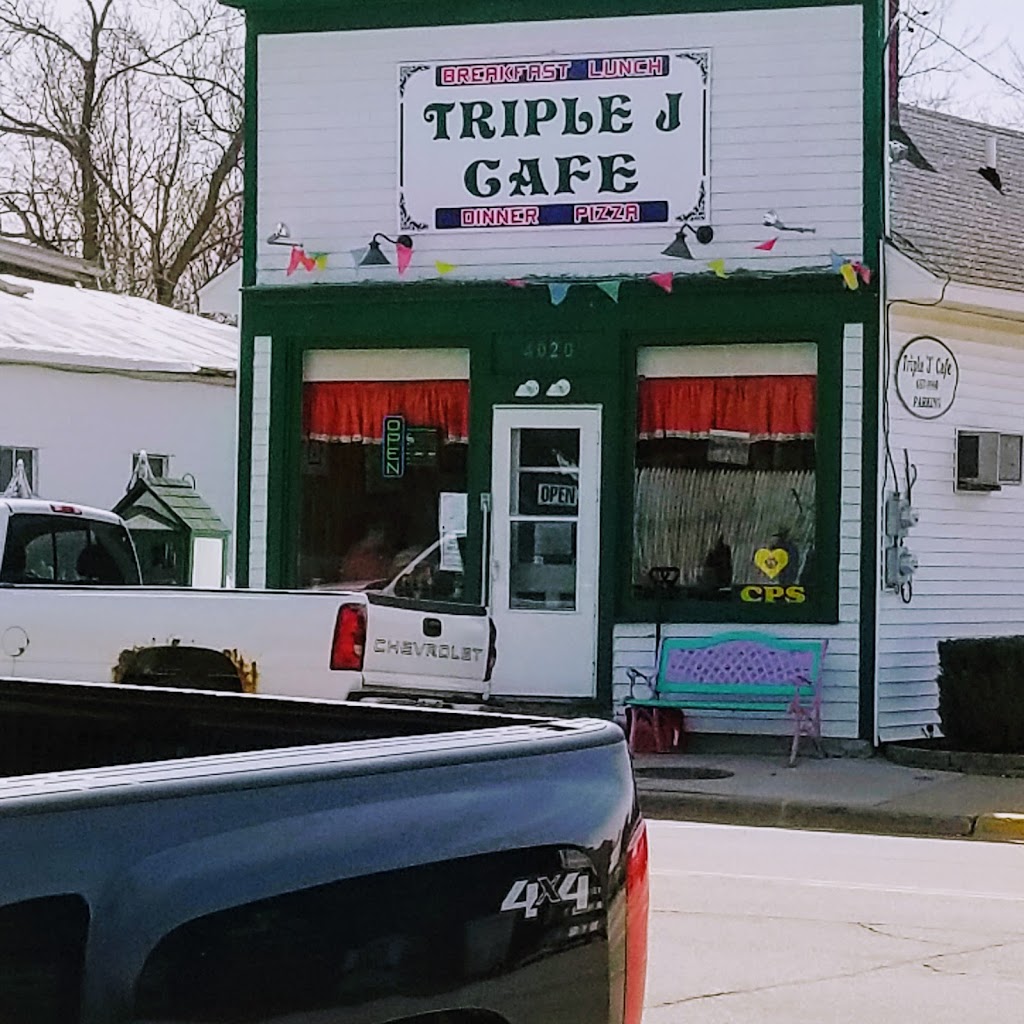 BREAKFAST LUNCH
TRIPLE J
CAFE
DINNER PIZZA
4020
Triple "J" Cafe
PARKING
OPEN
OPEN
CPS
CHEVROLET
4x4